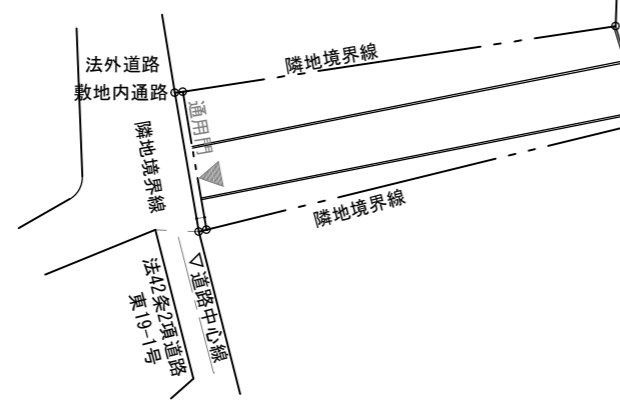 法外道路
敷地内通路
隣地境界線
通用門
隣地境界線
隣地境界線
▽道路中心線
法42条2項道路
東19-1号